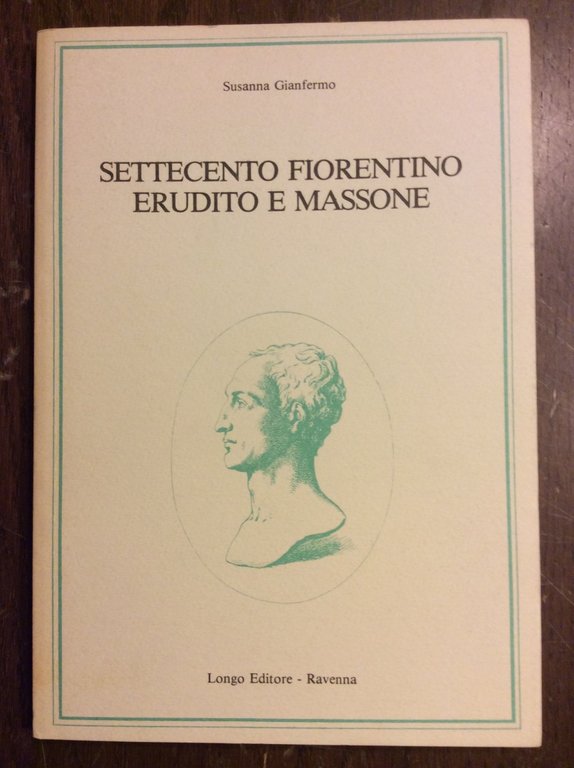 Susanna Gianfermo
SETTECENTO FIORENTINO
ERUDITO E MASSONE
Longo Editore - Ravenna